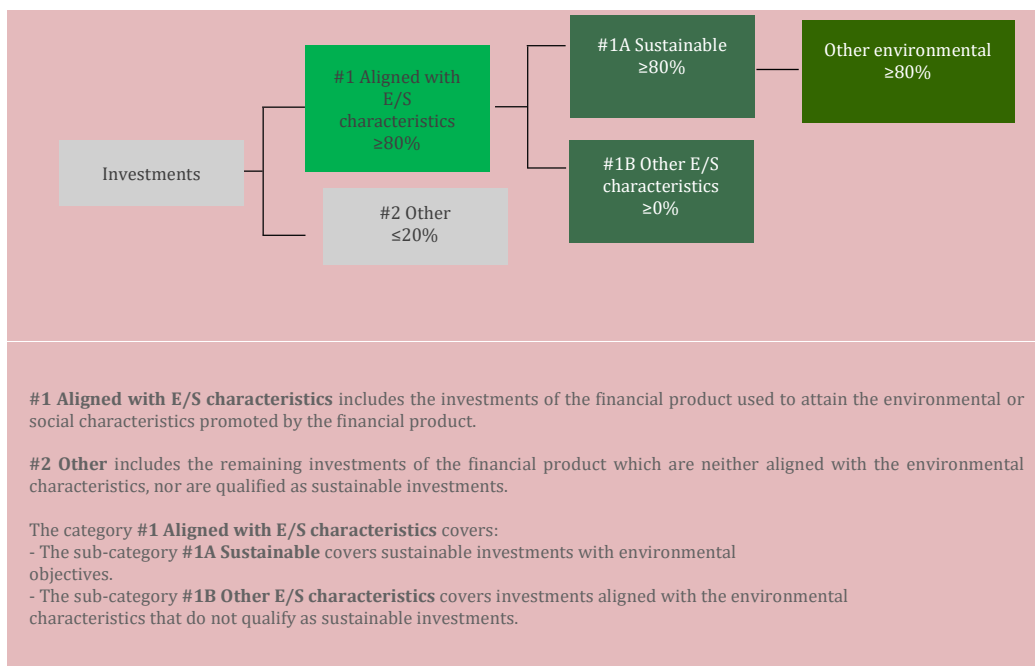 Investments
#1 Aligned with
E/S
characteristics
≥80%
#2 Other
≤20%
#1A Sustainable
≥80%
#1B Other E/S
characteristics
≥0%
Other environmental
≥80%
#1 Aligned with E/S characteristics includes the investments of the financial product used to attain the environmental or
social characteristics promoted by the financial product.
#2 Other includes the remaining investments of the financial product which are neither aligned with the environmental
characteristics, nor are qualified as sustainable investments.
The category #1 Aligned with E/S characteristics covers:
- The sub-category #1A Sustainable covers sustainable investments with environmental
objectives.
- The sub-category #1B Other E/S characteristics covers investments aligned with the environmental
characteristics that do not qualify as sustainable investments.